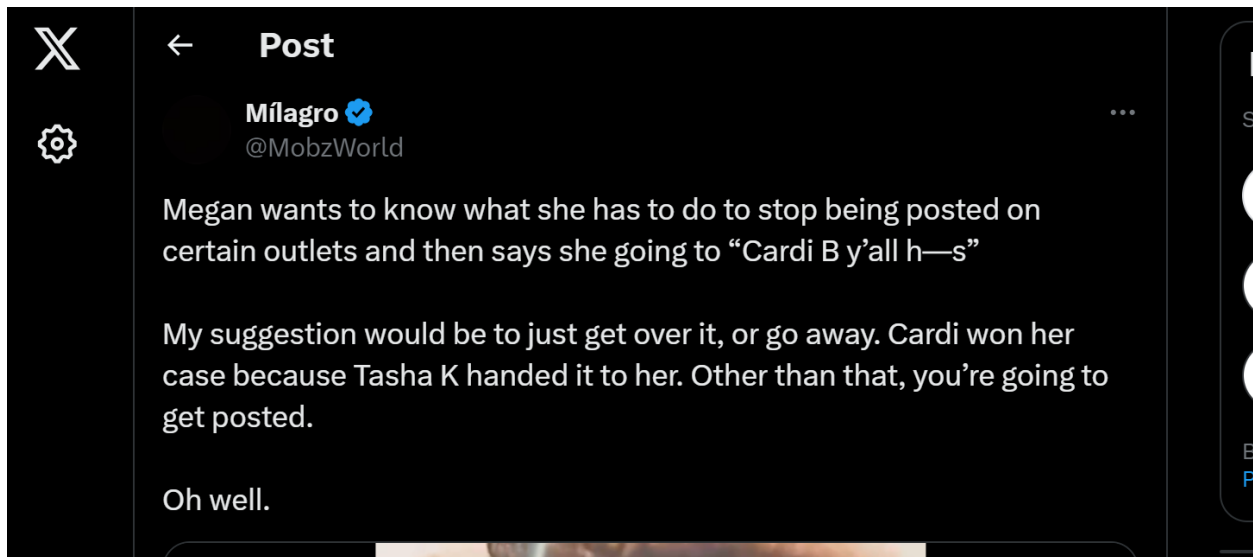 Post
Mílagro
@MobzWorld
Megan wants to know what she has to do to stop being posted on
certain outlets and then says she going to “Cardi B y’all h—s”
My suggestion would be to just get over it, or go away. Cardi won her
case because Tasha K handed it to her. Other than that, you’re going to
get posted.
Oh well.